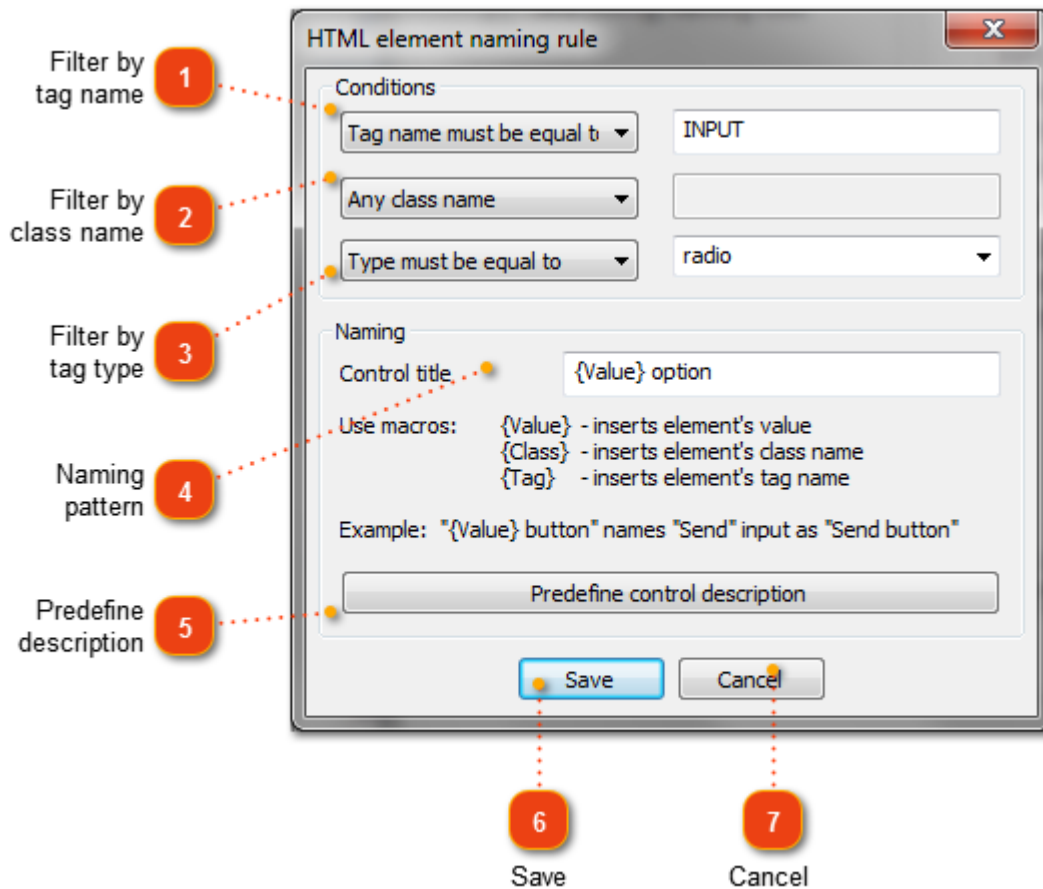 HTML element naming rule
Filter by
tag name
1
Conditions
Tag name must be equal t
INPUT
Filter by
class name
2
Any class name
Type must be equal to
radio
Filter by
tag type
3
Naming
Control title
{Value} option
Use macros:
{Value} - inserts element's value
{Class} - inserts element's class name
{Tag} - inserts element's tag name
Naming
pattern
4
Example: "{Value} button" names "Send" input as "Send button"
Predefine control description
Predefine
description
5
Save
Cancel
6
7
Save
Cancel